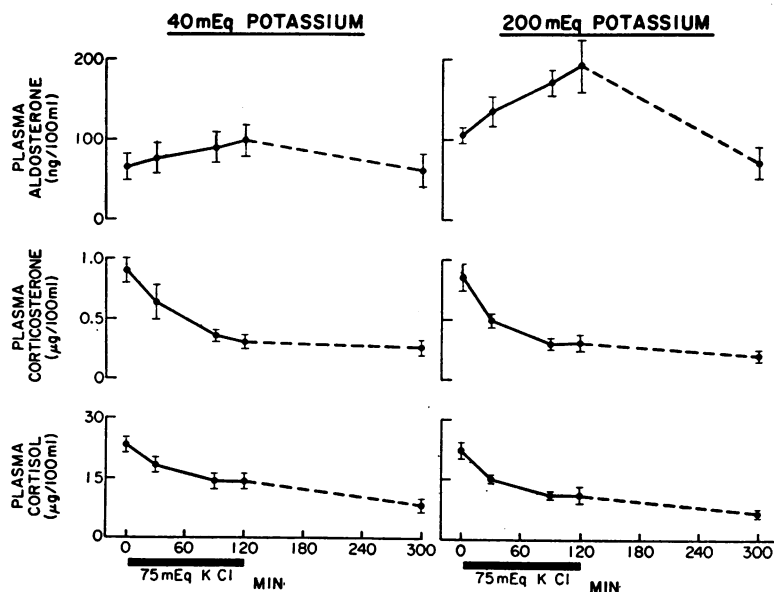 40mEq POTASSIUM
200 mEq POTASSIUM
PLASMA
ALDOSTERONE
(ng/100ml)
200
100
0
PLASMA
CORTICOSTERONE
(μg/100ml)
1.0
0.5
0
PLASMA
CORTISOL
(μg/100ml)
30
15
0
0 60 120 180 240 300
75mEq K Cl
MIN.
0 60 120 180 240 300
75mEq K Cl
MIN.